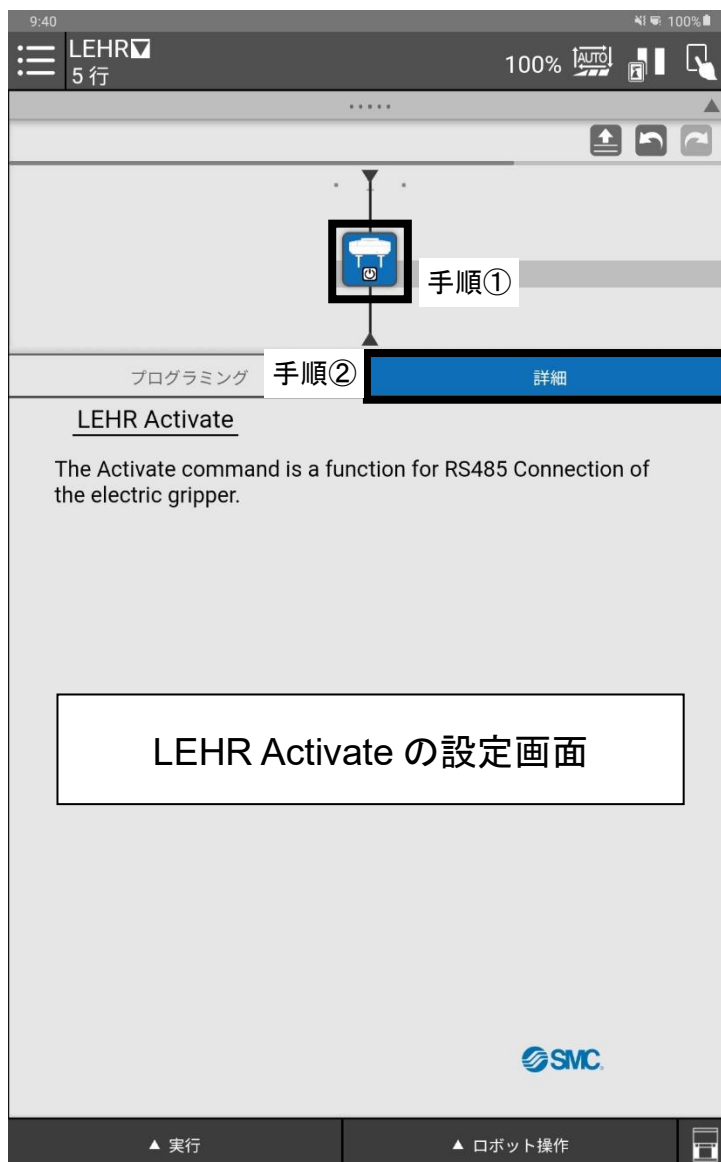 9:40
100%
LEHR
5 行
100%
AUTO
手順①
プログラミング
手順②
詳細
LEHR Activate
The Activate command is a function for RS485 Connection of
the electric gripper.
LEHR Activate の設定画面
SMC
▲ 実行
▲ ロボット操作